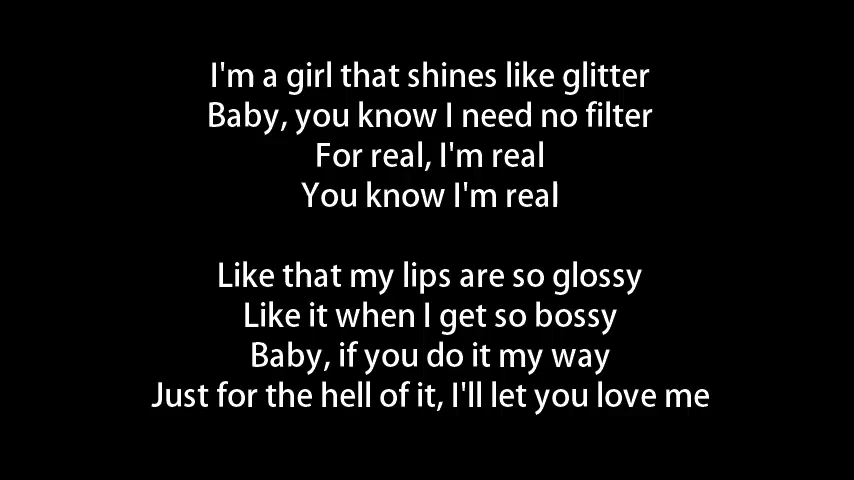 I'm a girl that shines like glitter
Baby, you know I need no filter
For real, I'm real
You know I'm real
Like that my lips are so glossy
Like it when I get so bossy
Baby, if you do it my way
Just for the hell of it, I'll let you love me